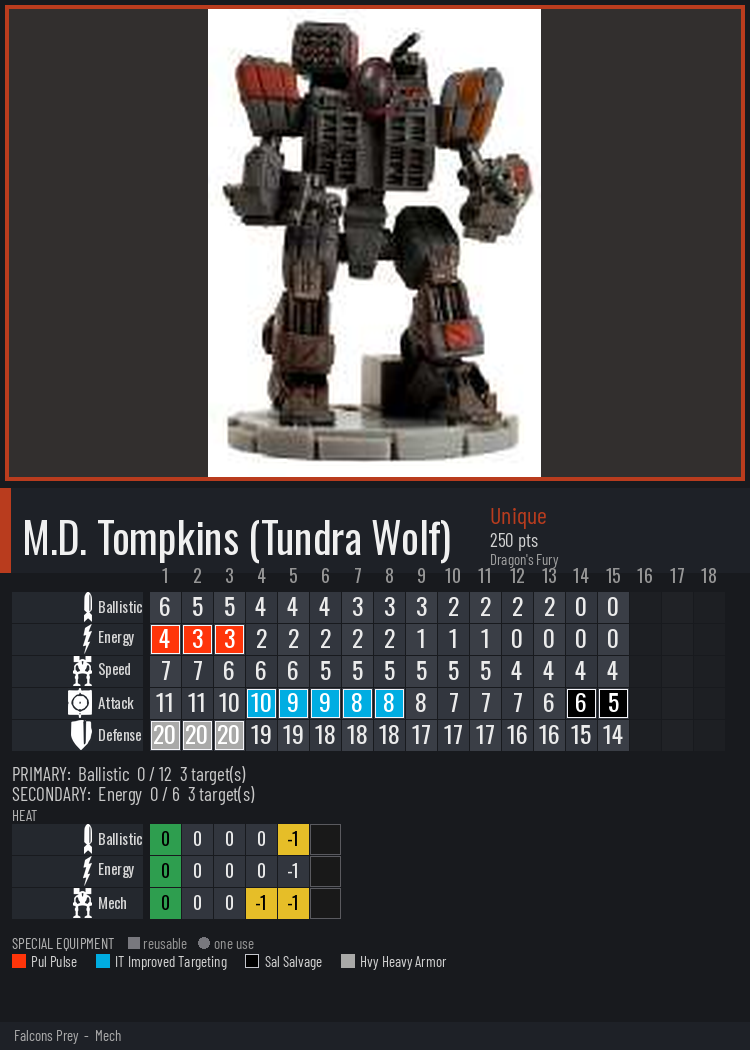 M.D. Tompkins (Tundra Wolf)
Unique
250 pts
Dragon's Fury
1 2 3 4 5 6 7 8 9 10 11 12 13 14 15 16 17 18
Ballistic 6 5 5 4 4 4 3 3 3 2 2 2 2 0 0
Energy 4 3 3 2 2 2 2 2 1 1 1 0 0 0 0
Speed 7 7 6 6 6 5 5 5 5 5 5 4 4 4 4
Attack 11 11 10 10 9 9 8 8 8 7 7 7 6 6 5
Defense 20 20 20 19 19 18 18 18 17 17 17 16 16 15 14
PRIMARY: Ballistic 0 / 12 3 target(s)
SECONDARY: Energy 0 / 6 3 target(s)
HEAT
Ballistic 0 0 0 0 -1
Energy 0 0 0 0 -1
Mech 0 0 0 -1 -1
SPECIAL EQUIPMENT reusable one use
Pul Pulse IT Improved Targeting Sal Salvage Hvy Heavy Armor
Falcons Prey - Mech